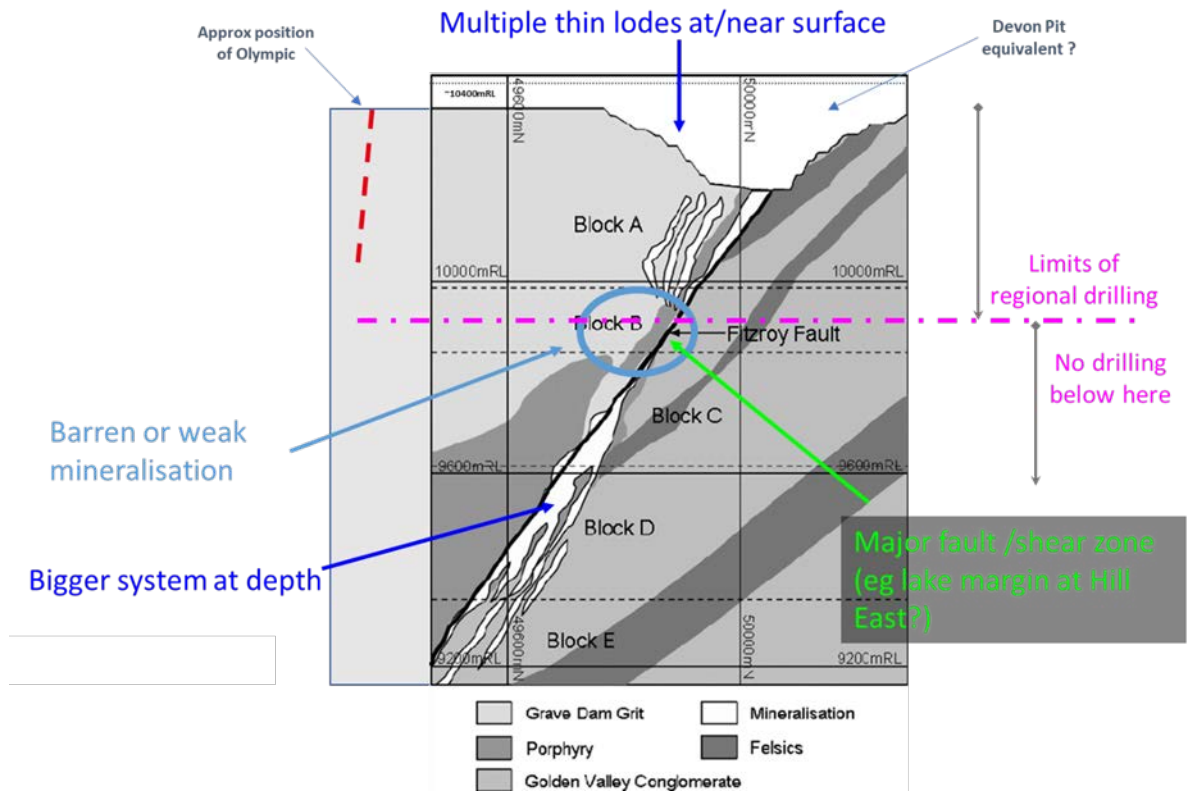 Multiple thin lodes at/near surface
Approx position
of Olympic
Devon Pit
equivalent ?
~10400mRL
49600mN
50000mN
Block A
10000mRL
10000mRL
Limits of
regional drilling
Block B
Fitzroy Fault
No drilling
below here
Block C
Barren or weak
mineralisation
9600mRL
9600mRL
Block D
Major fault /shear zone
(eg lake margin at Hill
East?)
Bigger system at depth
Block E
49600mN
50000mN
9200mRL
9200mRL
Grave Dam Grit
Mineralisation
Porphyry
Felsics
Golden Valley Conglomerate